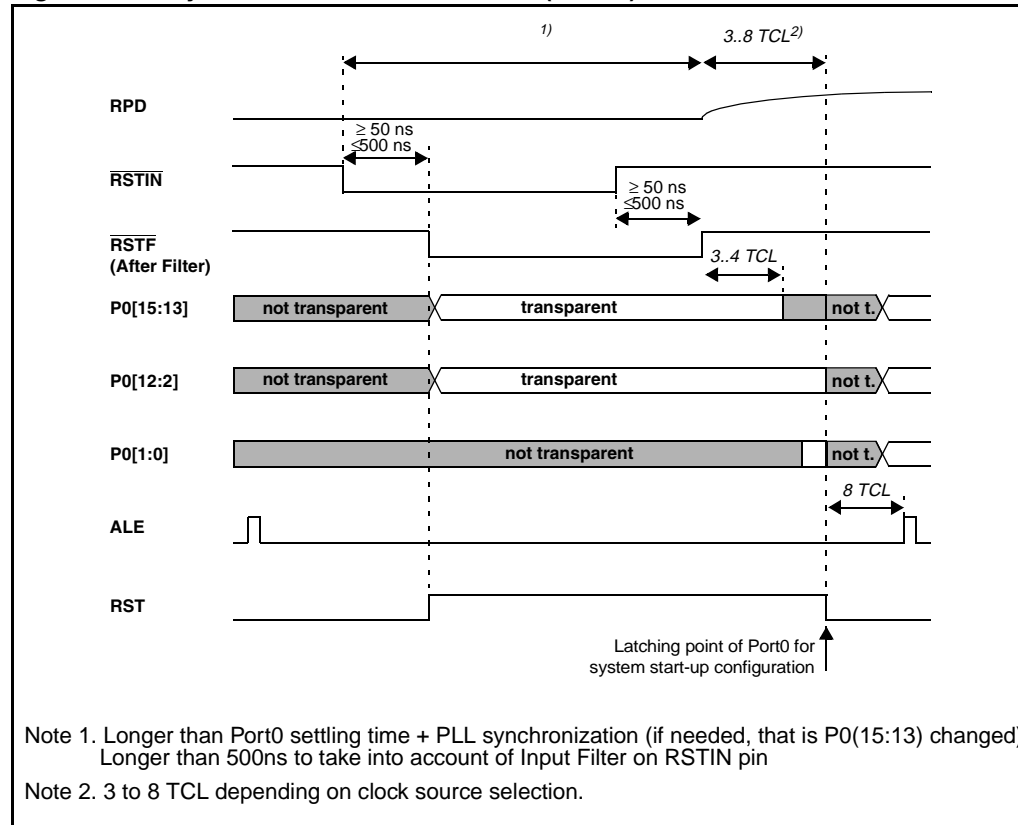 1)
3..8 TCL2)
RPD
≥ 50 ns
≤500 ns
RSTIN
≥ 50 ns
≤500 ns
RSTF
(After Filter)
3..4 TCL
P0[15:13]
not transparent
transparent
not t.
P0[12:2]
not transparent
transparent
not t.
P0[1:0]
not transparent
not t.
8 TCL
ALE
RST
Latching point of Port0 for
system start-up configuration
Note 1. Longer than Port0 settling time + PLL synchronization (if needed, that is P0(15:13) changed)
Longer than 500ns to take into account of Input Filter on RSTIN pin
Note 2. 3 to 8 TCL depending on clock source selection.